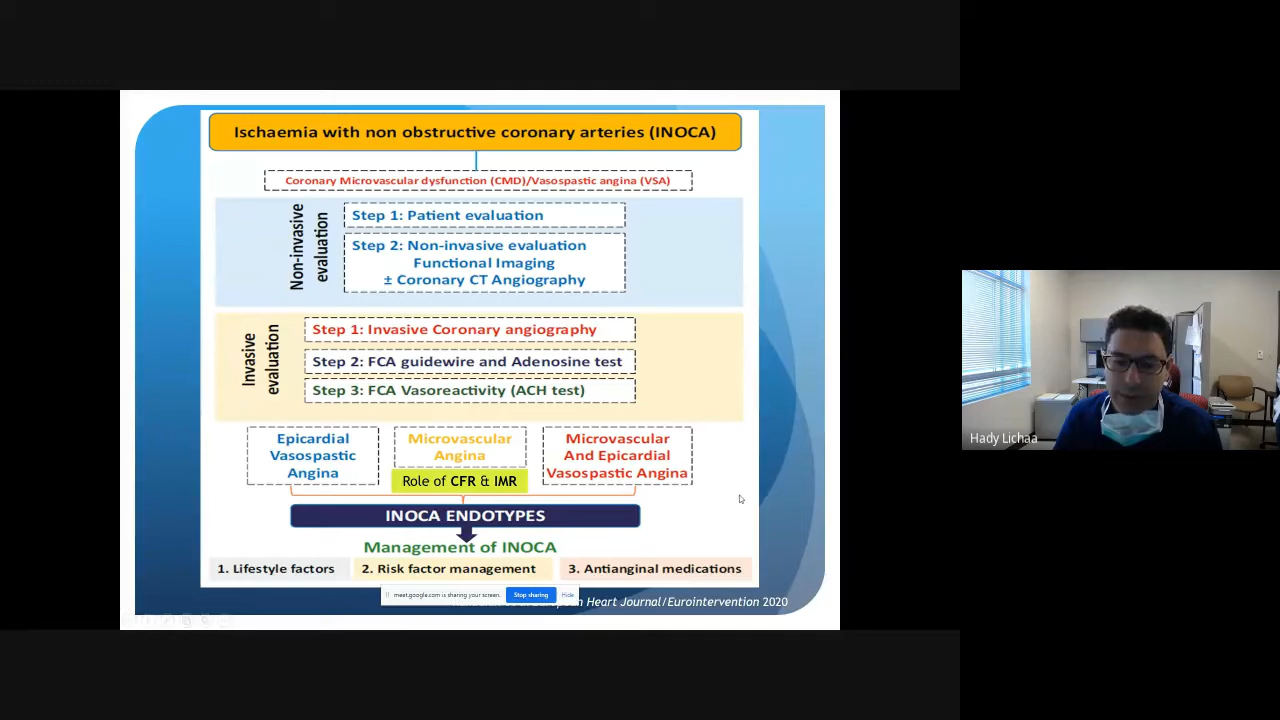 Ischaemia with non obstructive coronary arteries (INOCA)
Coronary Microvascular dysfunction (CMD)/Vasospastic angina (VSA)
Non-invasive
evaluation
Step 1: Patient evaluation
Step 2: Non-invasive evaluation
Functional Imaging
± Coronary CT Angiography
Invasive
evaluation
Step 1: Invasive Coronary angiography
Step 2: FCA guidewire and Adenosine test
Step 3: FCA Vasoreactivity (ACH test)
Epicardial
Vasospastic
Angina
Microvascular
Angina
Role of CFR & IMR
Microvascular
And Epicardial
Vasospastic Angina
INOCA ENDOTYPES
Management of INOCA
1. Lifestyle factors
2. Risk factor management
3. Antianginal medications
meet.google.com is sharing your screen.
Stop sharing
Hide
Heart Journal/Eurointervention 2020
Hady Lichaa